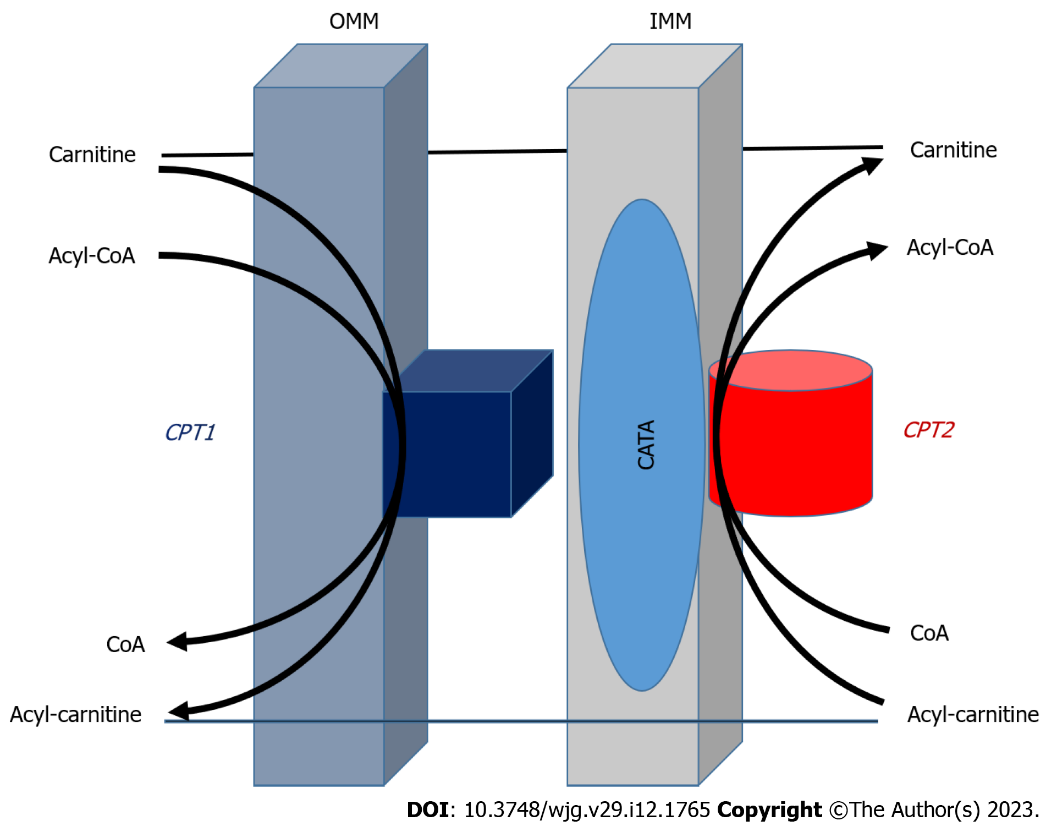 OMM
IMM
Carnitine
Carnitine
Acyl-CoA
Acyl-CoA
CPT1
CATA
CPT2
CoA
CoA
Acyl-carnitine
Acyl-carnitine
DOI: 10.3748/wjg.v29.i12.1765 Copyright ©The Author(s) 2023.